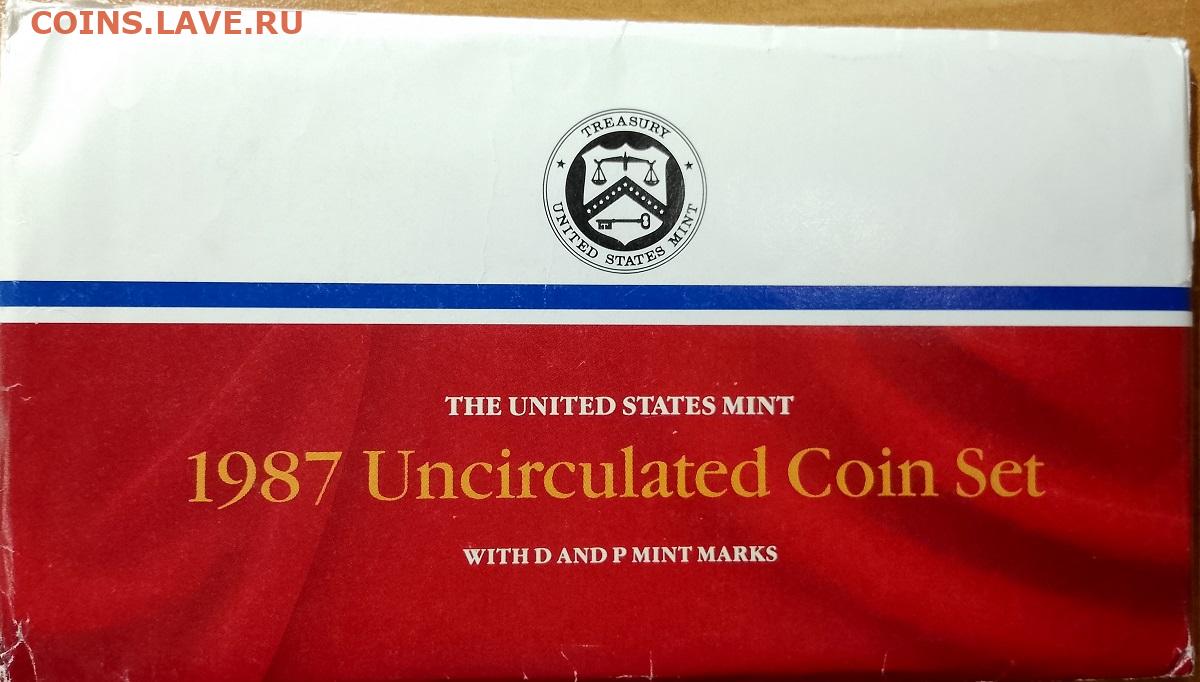 COINS.LAVE.RU
TREASURY
UNITED STATES MINT
THE UNITED STATES MINT
1987 Uncirculated Coin Set
WITH D AND P MINT MARKS